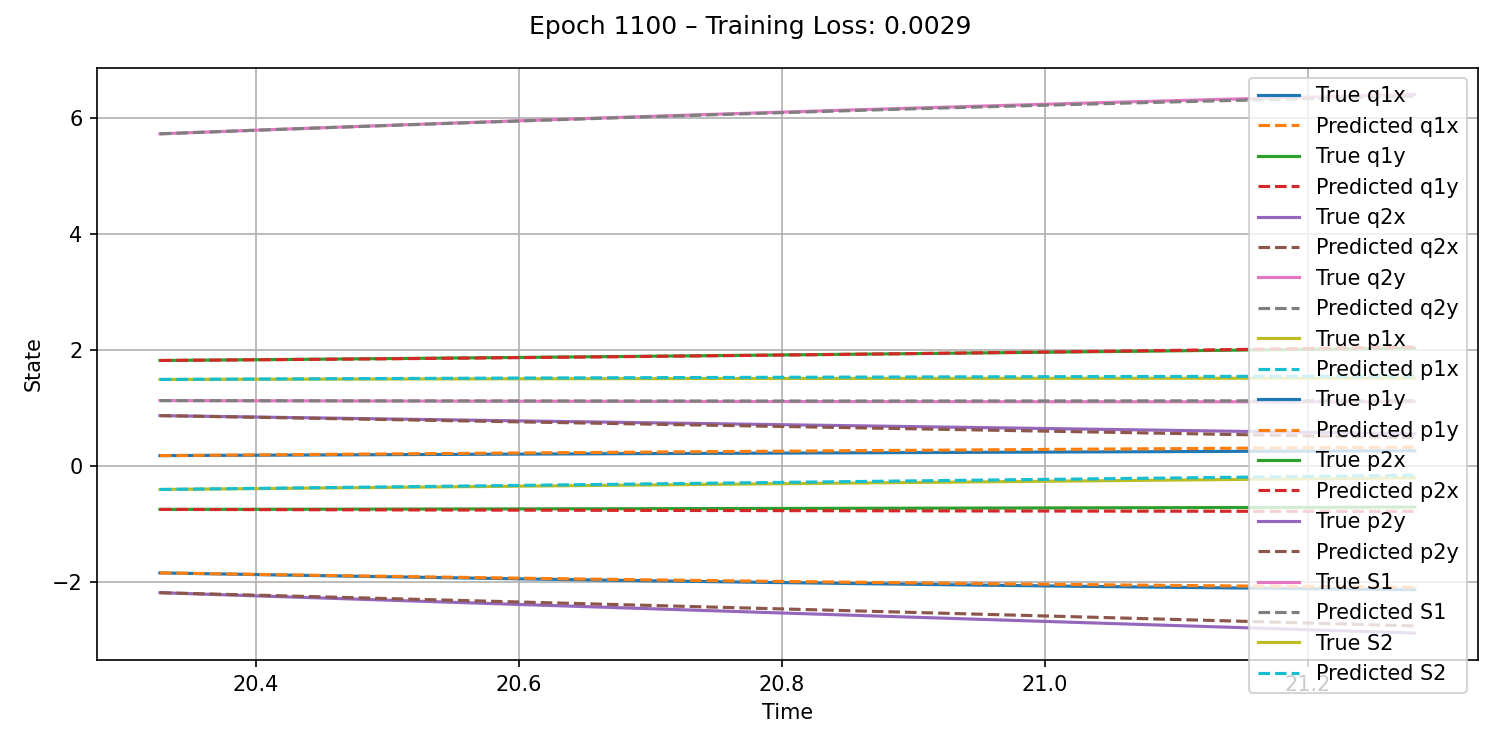 Epoch 1100 – Training Loss: 0.0029
6
4
2
0
−2
State
20.4
20.6
20.8
21.0
21.2
Time
True q1x
Predicted q1x
True q1y
Predicted q1y
True q2x
Predicted q2x
True q2y
Predicted q2y
True p1x
Predicted p1x
True p1y
Predicted p1y
True p2x
Predicted p2x
True p2y
Predicted p2y
True S1
Predicted S1
True S2
Predicted S2